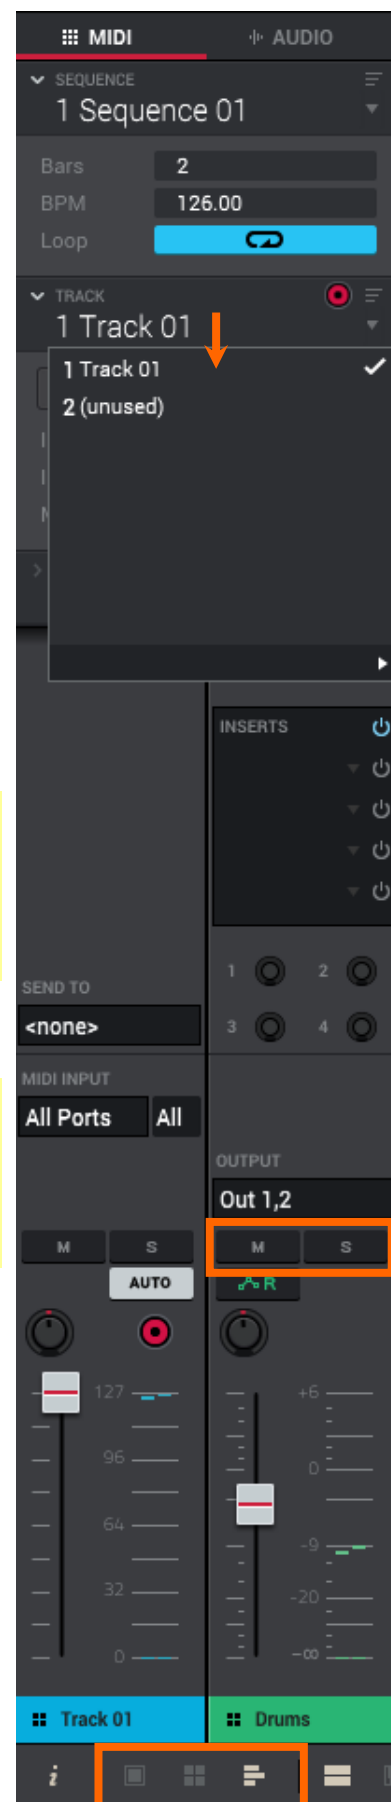 MIDI
AUDIO
SEQUENCE
1 Sequence 01
Bars 2
BPM 126.00
Loop
TRACK
1 Track 01
1 Track 01
2 (unused)
INSERTS
1 2
3 4
SEND TO
<none>
MIDI INPUT
All Ports All
OUTPUT
Out 1,2
M S
M S
AUTO
R
127
96
64
32
0
+6
0
-9
-20
-∞
Track 01
Drums
i